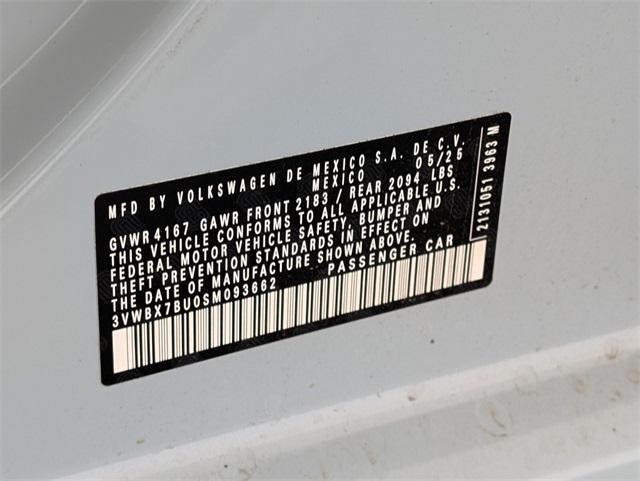 MFD BY VOLKSWAGEN DE MEXICO S.A. DE C.V.
MEXICO 05/25
GVWR 4167 GAWR FRONT 2183 / REAR 2094 LBS
THIS VEHICLE CONFORMS TO ALL APPLICABLE U.S.
FEDERAL MOTOR VEHICLE SAFETY, BUMPER AND
THEFT PREVENTION STANDARDS IN EFFECT ON
THE DATE OF MANUFACTURE SHOWN ABOVE.
3VWBX7BU0SM093662 PASSENGER CAR
2131051 3963 M